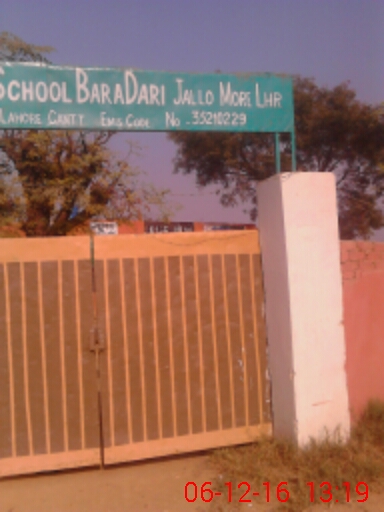 SCHOOL BARADARI JALLO MORE LHR
LAHORE CANTT EMIS CODE NO -35210229
06-12-16 13:19